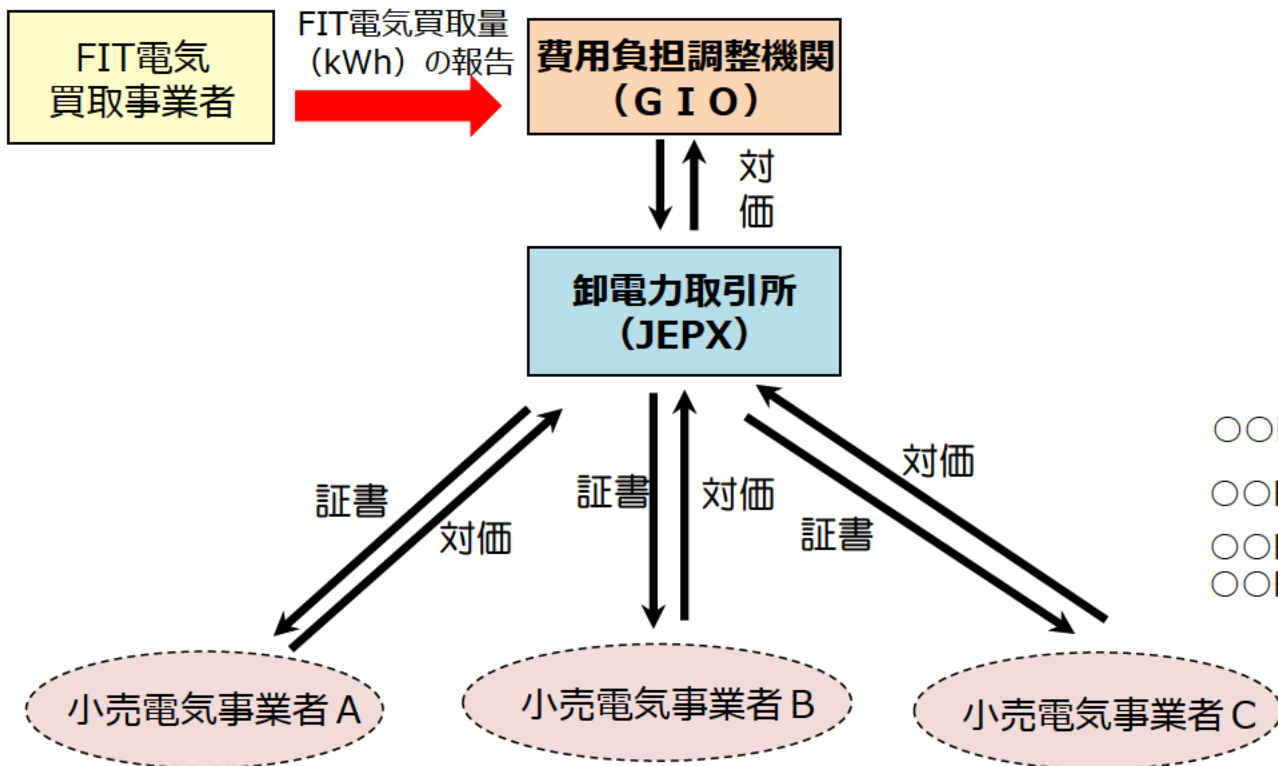 FIT電気
買取事業者
FIT電気買取量
（kWh）の報告
費用負担調整機関
（ＧＩＯ）
対
価
卸電力取引所
（JEPX）
証書
対価
証書
対価
証書
対価
○○
○○
○○
○○
小売電気事業者Ａ
小売電気事業者Ｂ
小売電気事業者Ｃ